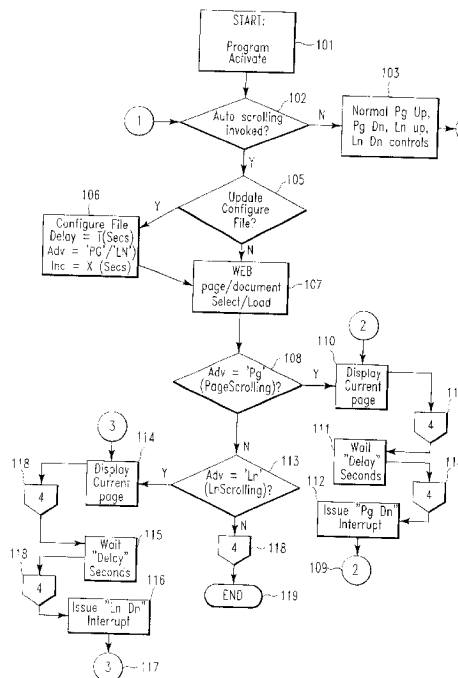 START:
Program
Activate
101
102
Auto scrolling
invoked?
1
N
Y
103
Normal Pg Up,
Pg Dn, Ln up,
Ln Dn controls
105
Update
Configure
File?
Y
N
106
Configure File
Delay = T(Secs)
Adv = 'PG'/'LN'
Inc = X (Secs)
WEB
page/document
Select/Load
107
2
110
108
Adv = 'Pg'
(PageScrolling)?
Y
N
Display
Current
page
4
111
Wait
"Delay"
Seconds
4
112
Issue "Pg Dn"
Interrupt
109
2
3
114
113
Adv = 'Ln'
(LnScrolling)?
Y
N
Display
Current
page
118
4
115
Wait
"Delay"
Seconds
118
4
116
Issue "Ln Dn"
Interrupt
3
117
4
118
END
119